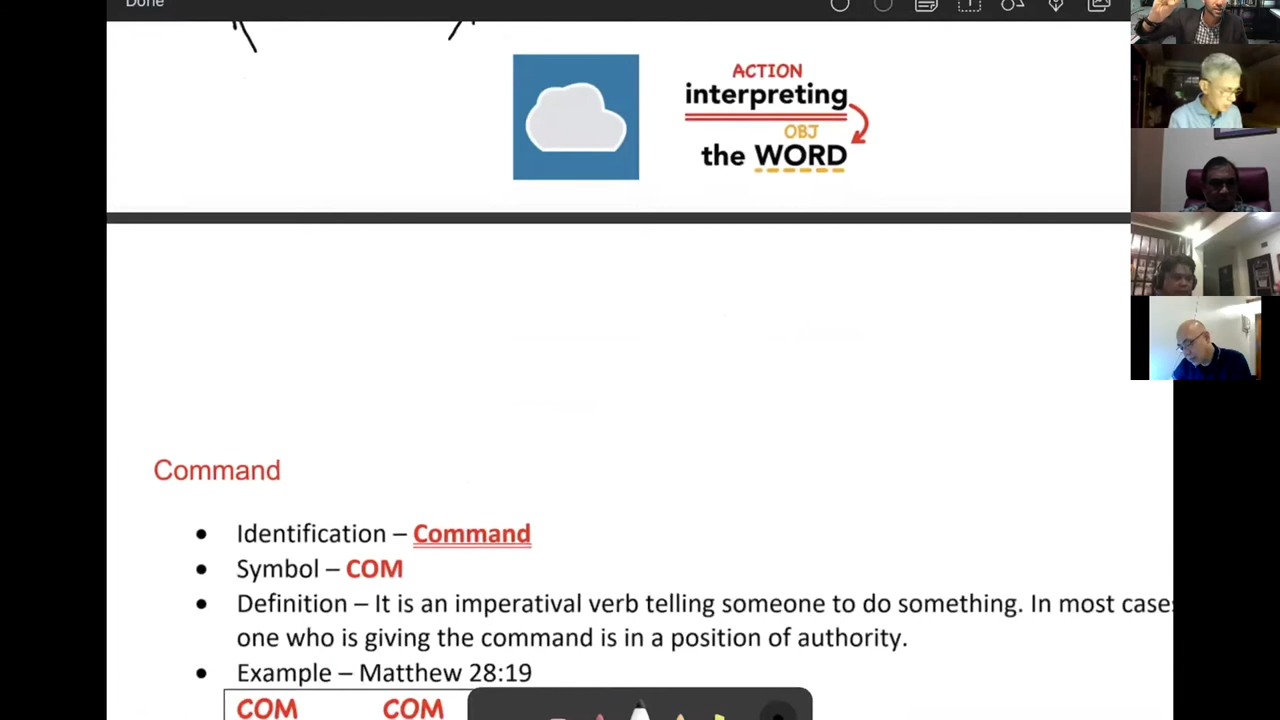 Done
ACTION
interpreting
OBJ
the WORD
Command
• Identification – Command
• Symbol – COM
• Definition – It is an imperatival verb telling someone to do something. In most cases
one who is giving the command is in a position of authority.
• Example – Matthew 28:19
COM COM